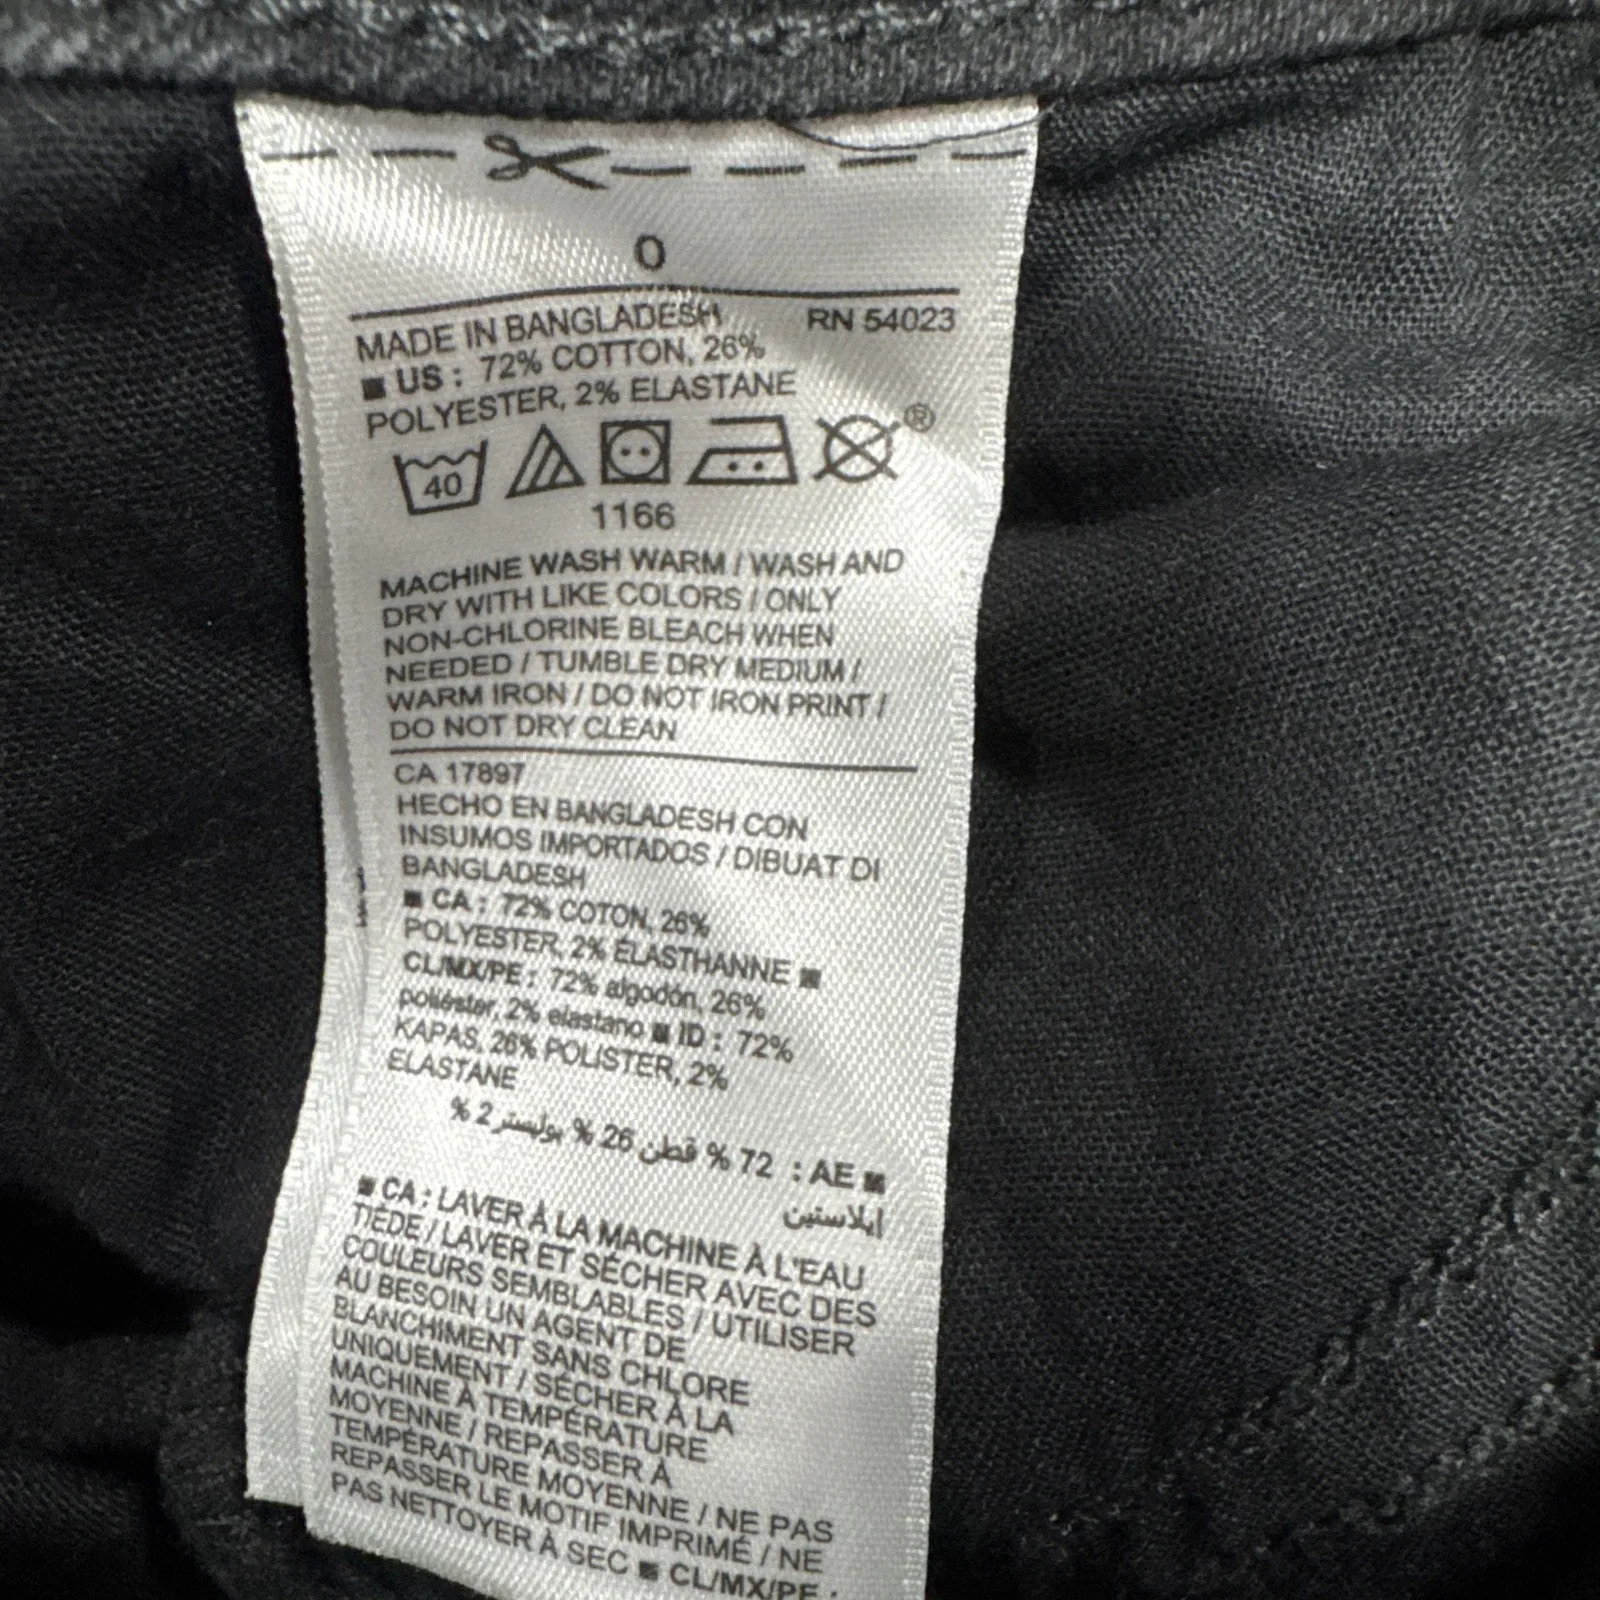 0
MADE IN BANGLADESH RN 54023
■ US : 72% COTTON, 26%
POLYESTER, 2% ELASTANE
40 ®
1166
MACHINE WASH WARM / WASH AND
DRY WITH LIKE COLORS / ONLY
NON-CHLORINE BLEACH WHEN
NEEDED / TUMBLE DRY MEDIUM /
WARM IRON / DO NOT IRON PRINT /
DO NOT DRY CLEAN
CA 17897
HECHO EN BANGLADESH CON
INSUMOS IMPORTADOS / DIBUAT DI
BANGLADESH
■ CA : 72% COTON, 26%
POLYESTER, 2% ÉLASTHANNE ■
CL/MX/PE : 72% algodón, 26%
poliéster, 2% elastano ■ ID : 72%
KAPAS, 26% POLISTER, 2%
ELASTANE
■ AE : 72 % قطن 26 % بوليستر 2 %
إيلاستين
■ CA : LAVER À LA MACHINE À L'EAU
TIÈDE / LAVER ET SÉCHER AVEC DES
COULEURS SEMBLABLES / UTILISER
AU BESOIN UN AGENT DE
BLANCHIMENT SANS CHLORE
UNIQUEMENT / SÉCHER À LA
MACHINE À TEMPÉRATURE
MOYENNE / REPASSER À
TEMPÉRATURE MOYENNE / NE PAS
REPASSER LE MOTIF IMPRIMÉ / NE
PAS NETTOYER À SEC ■ CL/MX/PE :